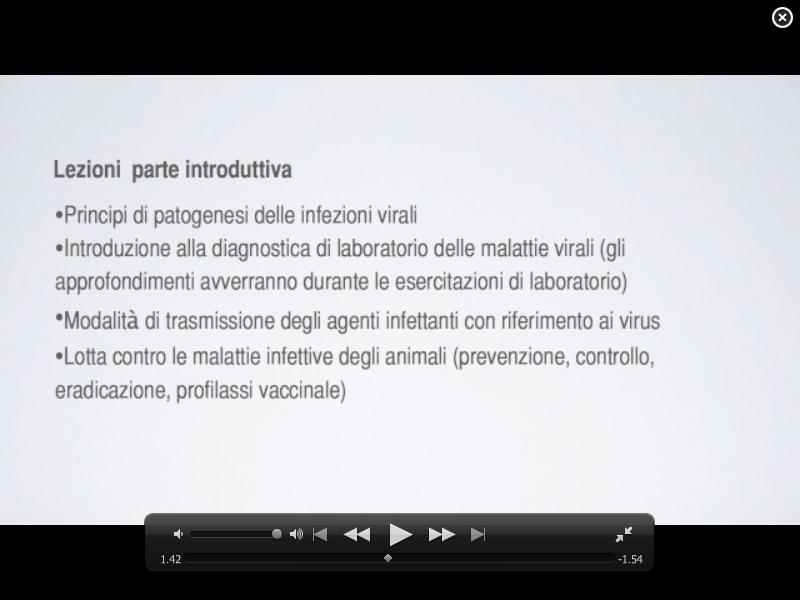 Lezioni  parte introduttiva
•Principi di patogenesi delle infezioni virali
•Introduzione alla diagnostica di laboratorio delle malattie virali (gli
approfondimenti avverranno durante le esercitazioni di laboratorio)
•Modalità di trasmissione degli agenti infettanti con riferimento ai virus
•Lotta contro le malattie infettive degli animali (prevenzione, controllo,
eradicazione, profilassi vaccinale)
1.42 -1.54